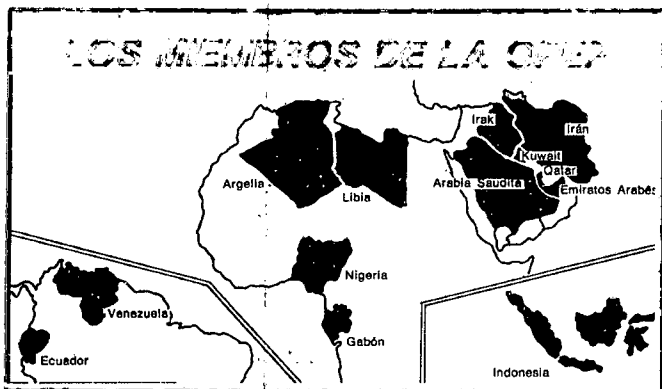 LOS MIEMBROS DE LA OPEP
Irak
Irán
Kuwait
Qatar
Argelia
Libia
Arabia Saudita
Emiratos Arabes
Nigeria
Venezuela
Gabón
Ecuador
Indonesia